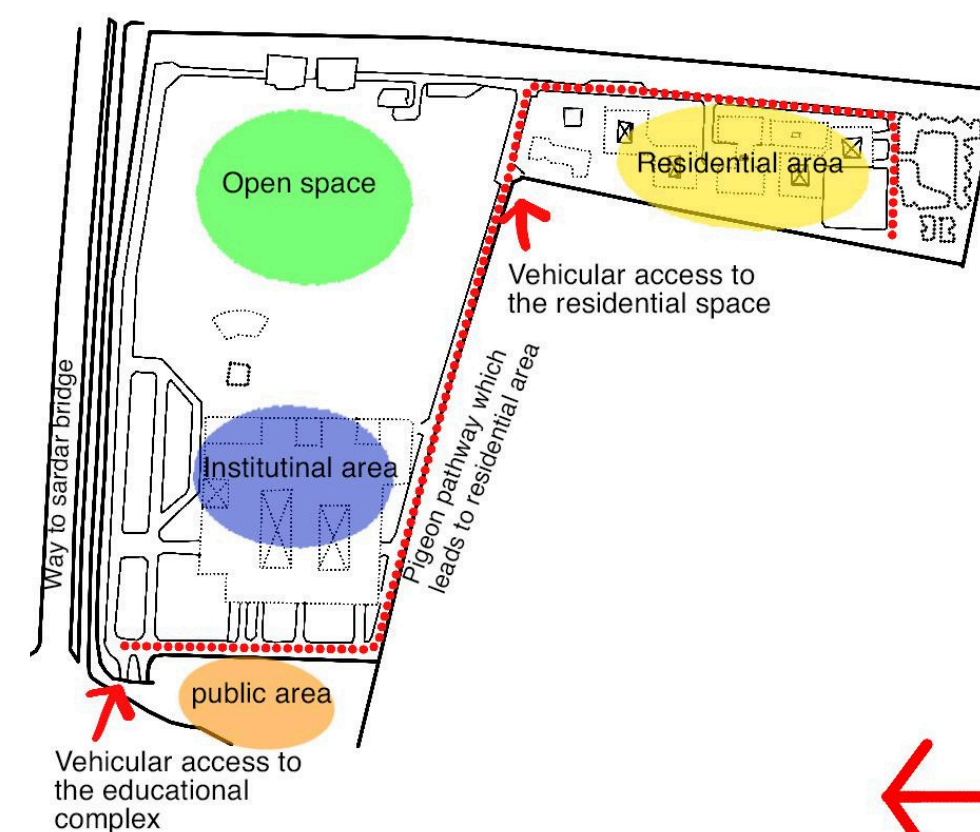 Open space
Residential area
Vehicular access to
the residential space
Way to sardar bridge
Institutinal area
Pigeon pathway which
leads to residential area
public area
Vehicular access to
the educational
complex